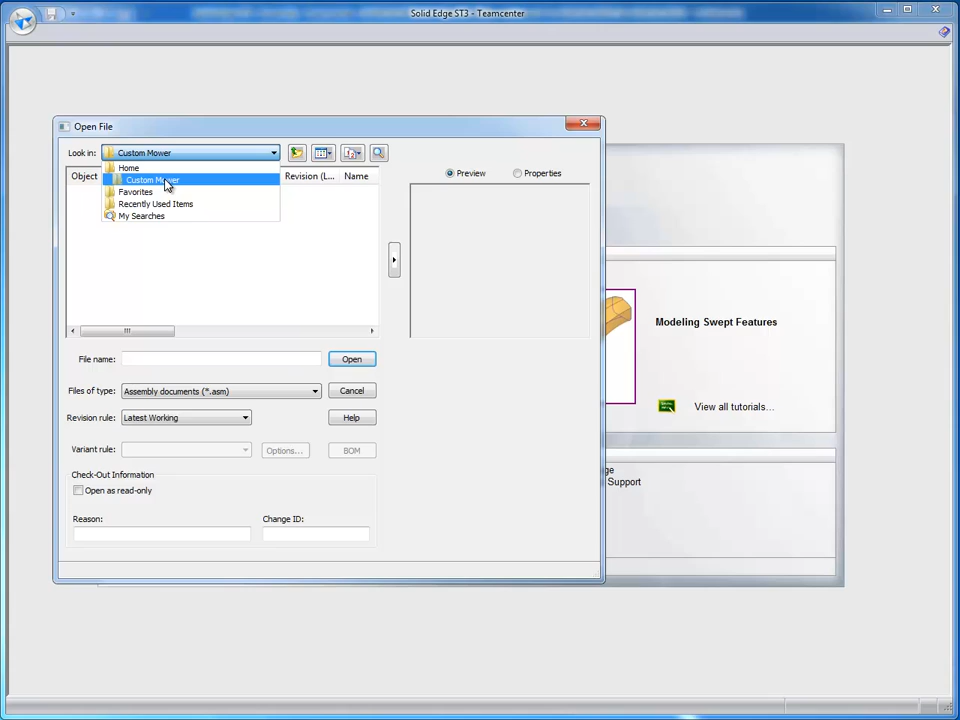 Solid Edge ST3 - Teamcenter
Open File
Look in: Custom Mower
Home
Custom Mower
Favorites
Recently Used Items
My Searches
Object Revision (L... Name
Preview Properties
File name: Open
Files of type: Assembly documents (*.asm) Cancel
Revision rule: Latest Working Help
Variant rule: Options... BOM
Check-Out Information
Open as read-only
Reason: Change ID:
Modeling Swept Features
View all tutorials...
ge
Support